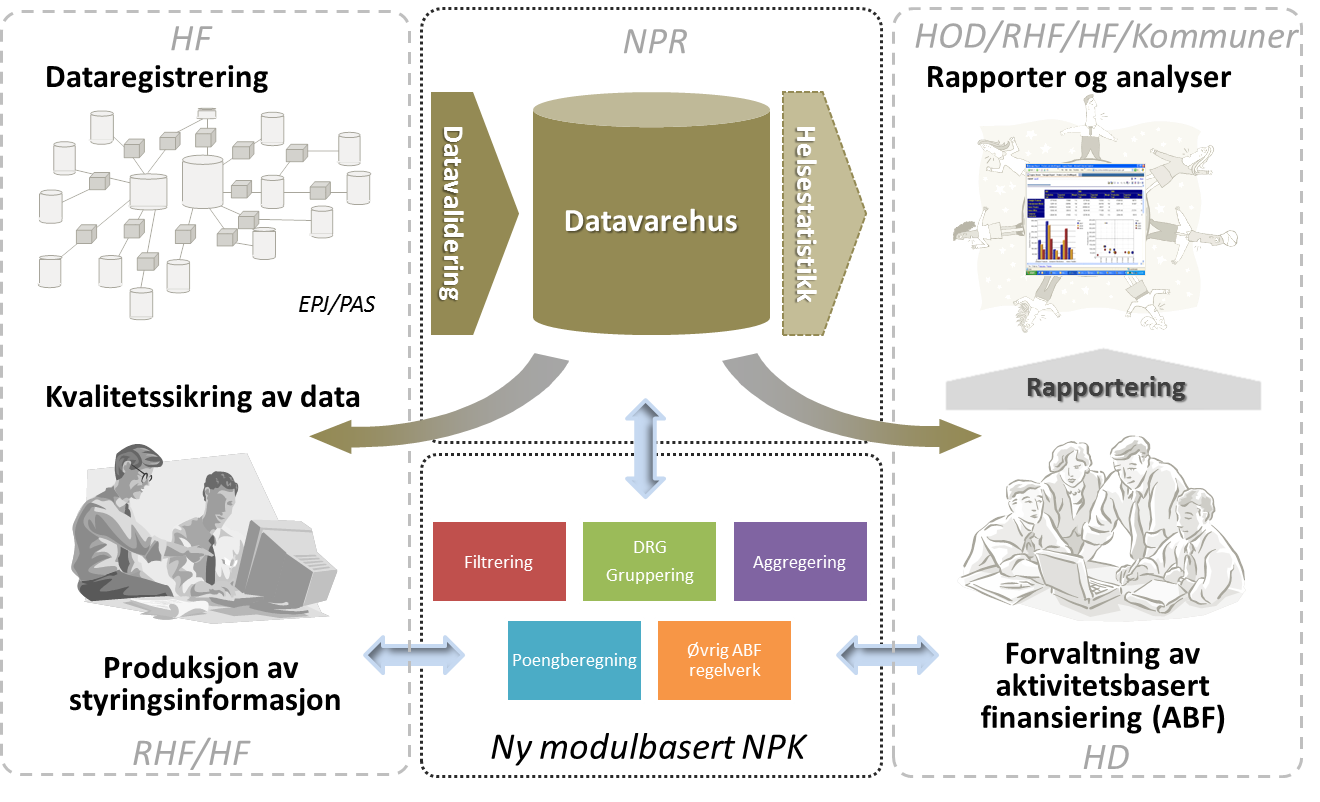 HF
Dataregistrering
EPJ/PAS
Kvalitetssikring av data
Produksjon av
styringsinformasjon
RHF/HF
NPR
Datavalidering
Datavarehus
Helsestatistikk
Filtrering
DRG
Gruppering
Aggregering
Poengberegning
Øvrig ABF
regelverk
Ny modulbasert NPK
HOD/RHF/HF/Kommuner
Rapporter og analyser
Rapportering
Forvaltning av
aktivitetsbasert
finansiering (ABF)
HD